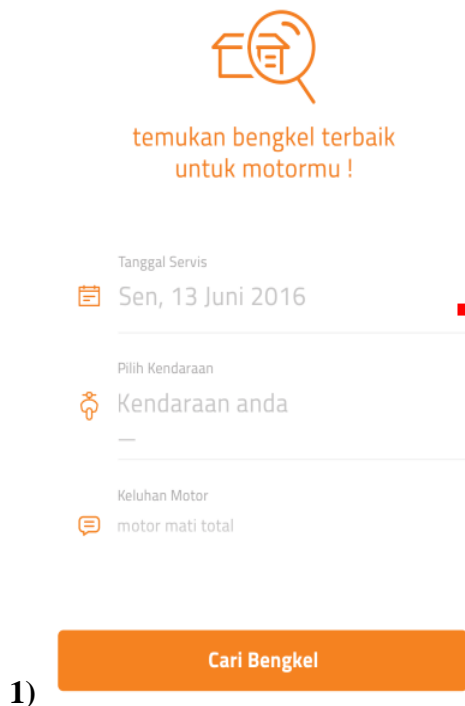 temukan bengkel terbaik
untuk motormu !
Tanggal Servis
Sen, 13 Juni 2016
Pilih Kendaraan
Kendaraan anda
—
Keluhan Motor
motor mati total
Cari Bengkel
1)